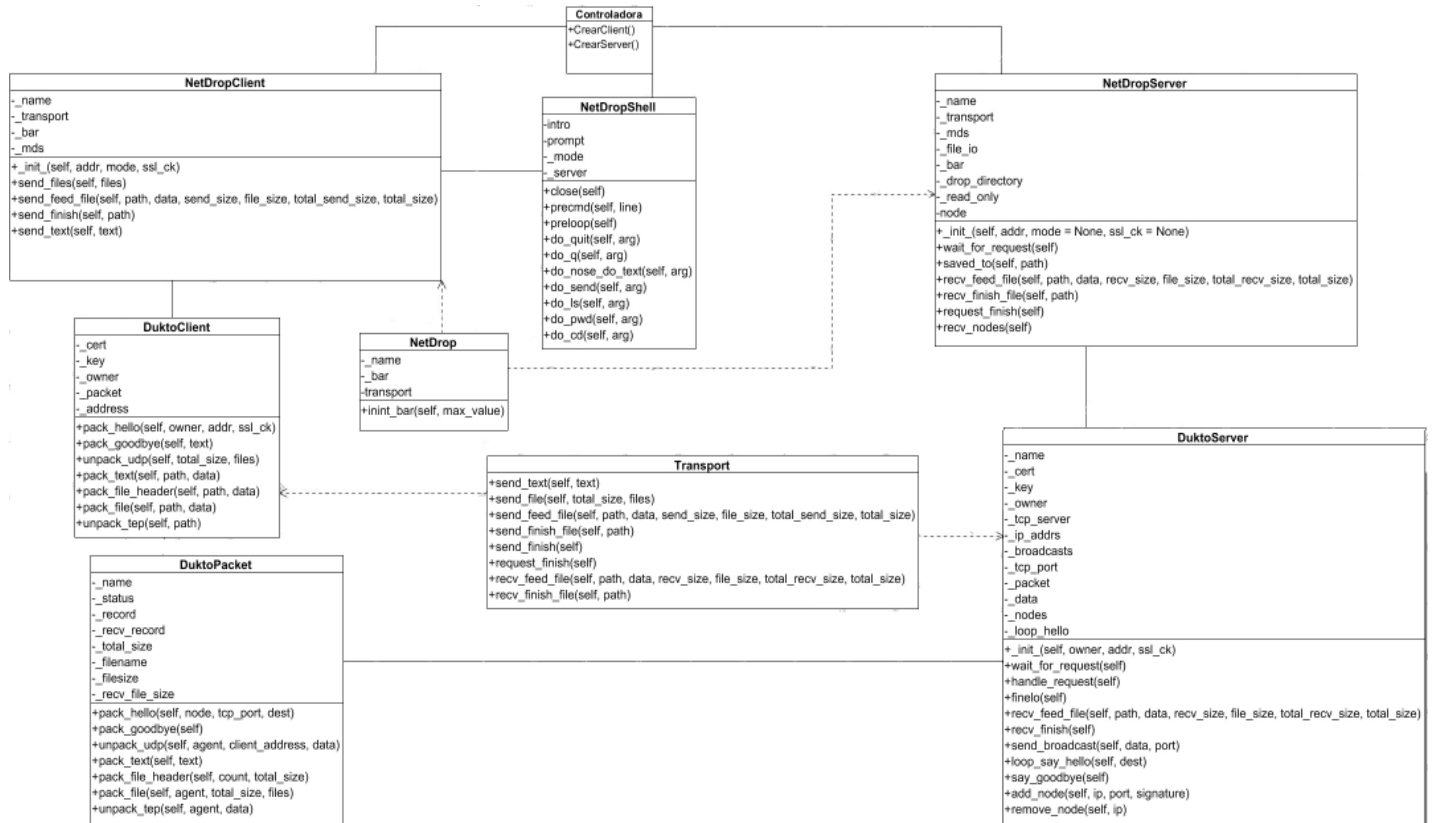 Controladora
+CrearClient()
+CrearServer()
NetDropClient
-_name
-_transport
-_bar
-_mds
+_init_(self, addr, mode, ssl_ck)
+send_files(self, files)
+send_feed_file(self, path, data, send_size, file_size, total_send_size, total_size)
+send_finish(self, path)
+send_text(self, text)
NetDropShell
-intro
-prompt
-_mode
-_server
+close(self)
+precmd(self, line)
+preloop(self)
+do_quit(self, arg)
+do_q(self, arg)
+do_nose_do_text(self, arg)
+do_send(self, arg)
+do_ls(self, arg)
+do_pwd(self, arg)
+do_cd(self, arg)
NetDropServer
-_name
-_transport
-_mds
-_file_io
-_bar
-_drop_directory
-_read_only
-node
+_init_(self, addr, mode = None, ssl_ck = None)
+wait_for_request(self)
+saved_to(self, path)
+recv_feed_file(self, path, data, recv_size, file_size, total_recv_size, total_size)
+recv_finish_file(self, path)
+request_finish(self)
+recv_nodes(self)
DuktoClient
-_cert
-_key
-_owner
-_packet
-_address
+pack_hello(self, owner, addr, ssl_ck)
+pack_goodbye(self, text)
+unpack_udp(self, total_size, files)
+pack_text(self, path, data)
+pack_file_header(self, path, data)
+pack_file(self, path, data)
+unpack_tep(self, path)
NetDrop
-_name
-_bar
-transport
+inint_bar(self, max_value)
Transport
+send_text(self, text)
+send_file(self, total_size, files)
+send_feed_file(self, path, data, send_size, file_size, total_send_size, total_size)
+send_finish_file(self, path)
+send_finish(self)
+request_finish(self)
+recv_feed_file(self, path, data, recv_size, file_size, total_recv_size, total_size)
+recv_finish_file(self, path)
DuktoServer
-_name
-_cert
-_key
-_owner
-_tcp_server
-_ip_addrs
-_broadcasts
-_tcp_port
-_packet
-_data
-_nodes
-_loop_hello
+_init_(self, owner, addr, ssl_ck)
+wait_for_request(self)
+handle_request(self)
+finelo(self)
+recv_feed_file(self, path, data, recv_size, file_size, total_recv_size, total_size)
+recv_finish(self)
+send_broadcast(self, data, port)
+loop_say_hello(self, dest)
+say_goodbye(self)
+add_node(self, ip, port, signature)
+remove_node(self, ip)
DuktoPacket
-_name
-_status
-_record
-_recv_record
-_total_size
-_filename
-_filesize
-_recv_file_size
+pack_hello(self, node, tcp_port, dest)
+pack_goodbye(self)
+unpack_udp(self, agent, client_address, data)
+pack_text(self, text)
+pack_file_header(self, count, total_size)
+pack_file(self, agent, total_size, files)
+unpack_tep(self, agent, data)